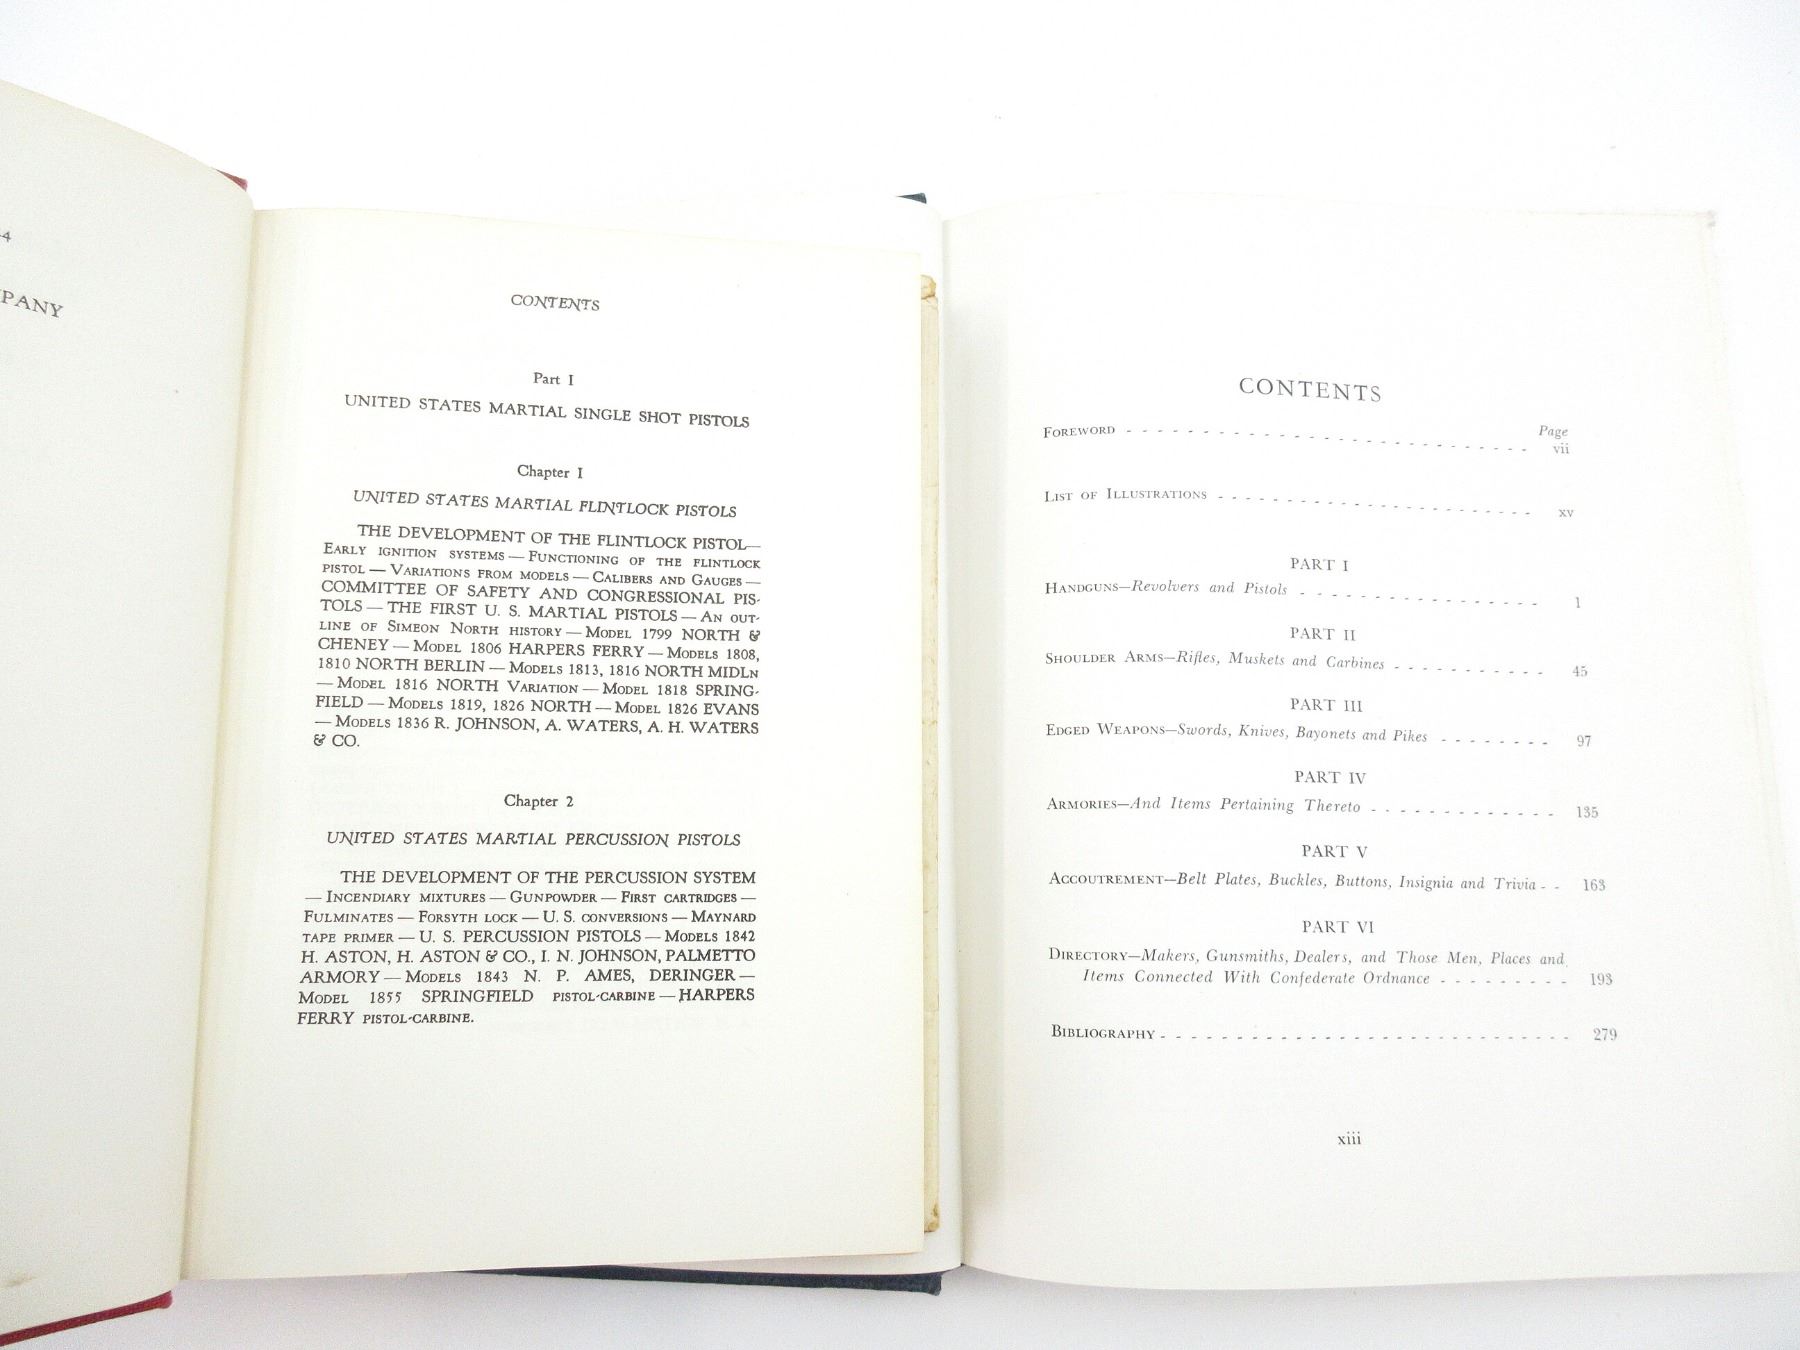 -4
PANY
CONTENTS
Part I
UNITED STATES MARTIAL SINGLE SHOT PISTOLS
Chapter I
UNITED STATES MARTIAL FLINTLOCK PISTOLS
THE DEVELOPMENT OF THE FLINTLOCK PISTOL—
EARLY IGNITION SYSTEMS — FUNCTIONING OF THE FLINTLOCK
PISTOL — VARIATIONS FROM MODELS — CALIBERS AND GAUGES —
COMMITTEE OF SAFETY AND CONGRESSIONAL PIS-
TOLS — THE FIRST U. S. MARTIAL PISTOLS — AN OUT-
LINE OF SIMEON NORTH HISTORY — MODEL 1799 NORTH &
CHENEY — MODEL 1806 HARPERS FERRY — MODELS 1808,
1810 NORTH BERLIN — MODELS 1813, 1816 NORTH MIDLN
— MODEL 1816 NORTH VARIATION — MODEL 1818 SPRING-
FIELD — MODELS 1819, 1826 NORTH — MODEL 1826 EVANS
— MODELS 1836 R. JOHNSON, A. WATERS, A. H. WATERS
& CO.
Chapter 2
UNITED STATES MARTIAL PERCUSSION PISTOLS
THE DEVELOPMENT OF THE PERCUSSION SYSTEM
— INCENDIARY MIXTURES — GUNPOWDER — FIRST CARTRIDGES —
FULMINATES — FORSYTH LOCK — U. S. CONVERSIONS — MAYNARD
TAPE PRIMER — U. S. PERCUSSION PISTOLS — MODELS 1842
H. ASTON, H. ASTON & CO., I. N. JOHNSON, PALMETTO
ARMORY — MODELS 1843 N. P. AMES, DERINGER —
MODEL 1855 SPRINGFIELD PISTOL-CARBINE — HARPERS
FERRY PISTOL-CARBINE.
CONTENTS
Page
FOREWORD - - - - - - - - - - - - - - - - - - - - - - - - - - - vii
LIST OF ILLUSTRATIONS - - - - - - - - - - - - - - - - - - - - - xv
PART I
HANDGUNS—Revolvers and Pistols - - - - - - - - - - - - - - - - - 1
PART II
SHOULDER ARMS—Rifles, Muskets and Carbines - - - - - - - - - - 45
PART III
EDGED WEAPONS—Swords, Knives, Bayonets and Pikes - - - - - - - - 97
PART IV
ARMORIES—And Items Pertaining Thereto - - - - - - - - - - - - - 135
PART V
ACCOUTREMENT—Belt Plates, Buckles, Buttons, Insignia and Trivia - - 163
PART VI
DIRECTORY—Makers, Gunsmiths, Dealers, and Those Men, Places and
Items Connected With Confederate Ordnance - - - - - - - - - 193
BIBLIOGRAPHY - - - - - - - - - - - - - - - - - - - - - - - - - - - 279
xiii